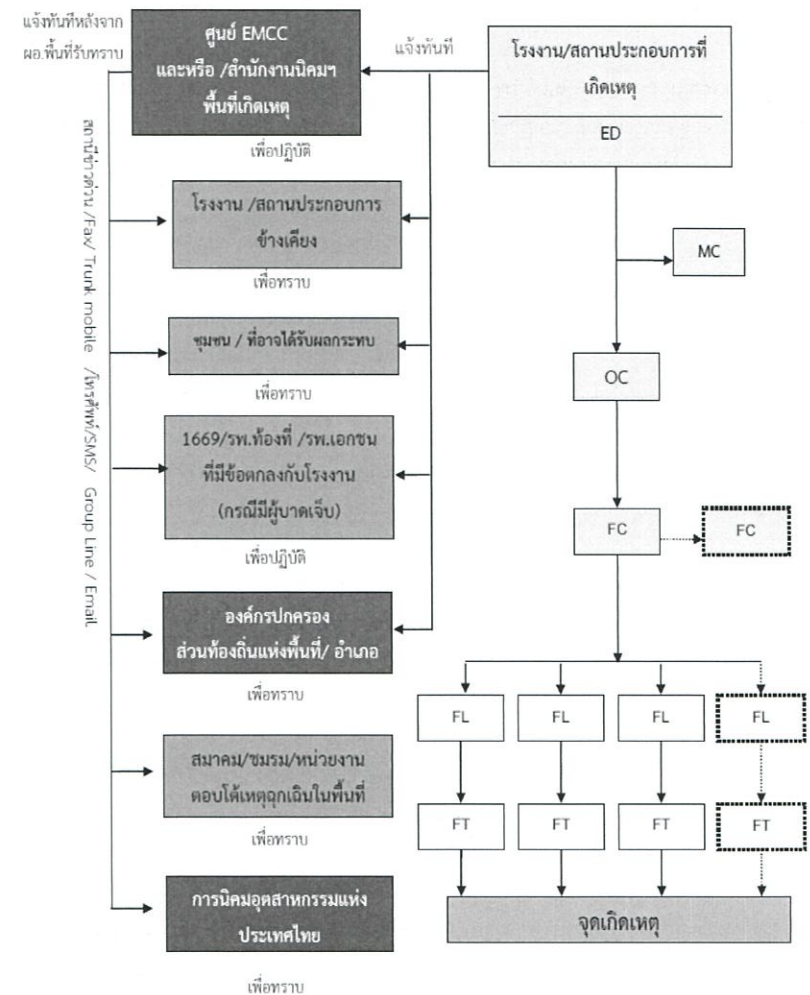 แจ้งทันทีหลังจาก
ผอ.พื้นที่รับทราบ
ศูนย์ EMCC
และหรือ /สำนักงานนิคมฯ
พื้นที่เกิดเหตุ
เพื่อปฏิบัติ
แจ้งทันที
โรงงาน/สถานประกอบการที่
เกิดเหตุ
ED
สถานีข่าวด่วน /Fax/ Trunk mobile /โทรศัพท์/SMS/ Group Line / Email
โรงงาน /สถานประกอบการ
ข้างเคียง
เพื่อทราบ
MC
ชุมชน / ที่อาจได้รับผลกระทบ
เพื่อทราบ
OC
1669/รพ.ท้องที่ /รพ.เอกชน
ที่มีข้อตกลงกับโรงงาน
(กรณีมีผู้บาดเจ็บ)
เพื่อปฏิบัติ
FC
FC
องค์กรปกครอง
ส่วนท้องถิ่นแห่งพื้นที่/ อำเภอ
เพื่อทราบ
FL FL FL FL
สมาคม/ชมรม/หน่วยงาน
ตอบโต้เหตุฉุกเฉินในพื้นที่
เพื่อทราบ
FT FT FT FT
การนิคมอุตสาหกรรมแห่ง
ประเทศไทย
เพื่อทราบ
จุดเกิดเหตุ